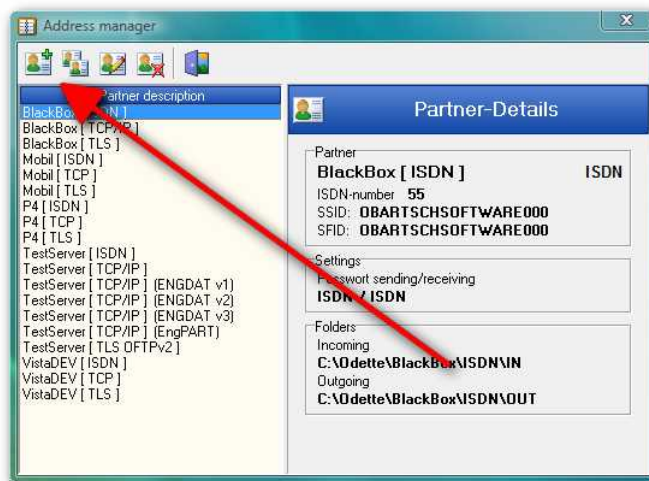 Address manager
Partner description
BlackBox [ ISDN ]
BlackBox [ TCP/IP ]
BlackBox [ TLS ]
Mobil [ ISDN ]
Mobil [ TCP ]
Mobil [ TLS ]
P4 [ ISDN ]
P4 [ TCP ]
P4 [ TLS ]
TestServer [ ISDN ]
TestServer [ TCP/IP ]
TestServer [ TCP/IP ] (ENGDAT v1)
TestServer [ TCP/IP ] (ENGDAT v2)
TestServer [ TCP/IP ] (ENGDAT v3)
TestServer [ TCP/IP ] (EngPART)
TestServer [ TLS OFTPv2 ]
VistaDEV [ ISDN ]
VistaDEV [ TCP ]
VistaDEV [ TLS ]
Partner-Details
Partner
BlackBox [ ISDN ] ISDN
ISDN-number 55
SSID: OBARTSCHSOFTWARE000
SFID: OBARTSCHSOFTWARE000
Settings
Passwort sending/receiving
ISDN / ISDN
Folders
Incoming
C:\Odette\BlackBox\ISDN\IN
Outgoing
C:\Odette\BlackBox\ISDN\OUT